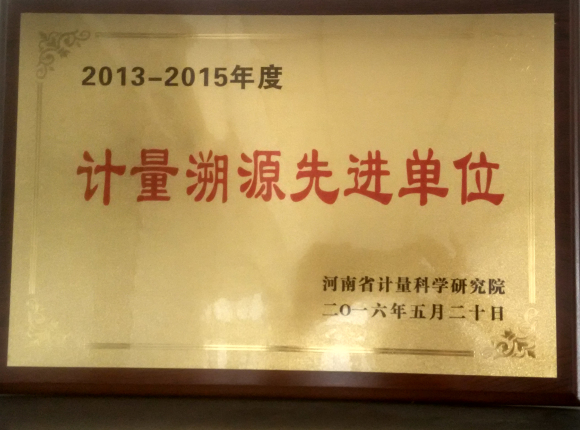 2013-2015年度
计量溯源先进单位
河南省计量科学研究院
二〇一六年五月二十日